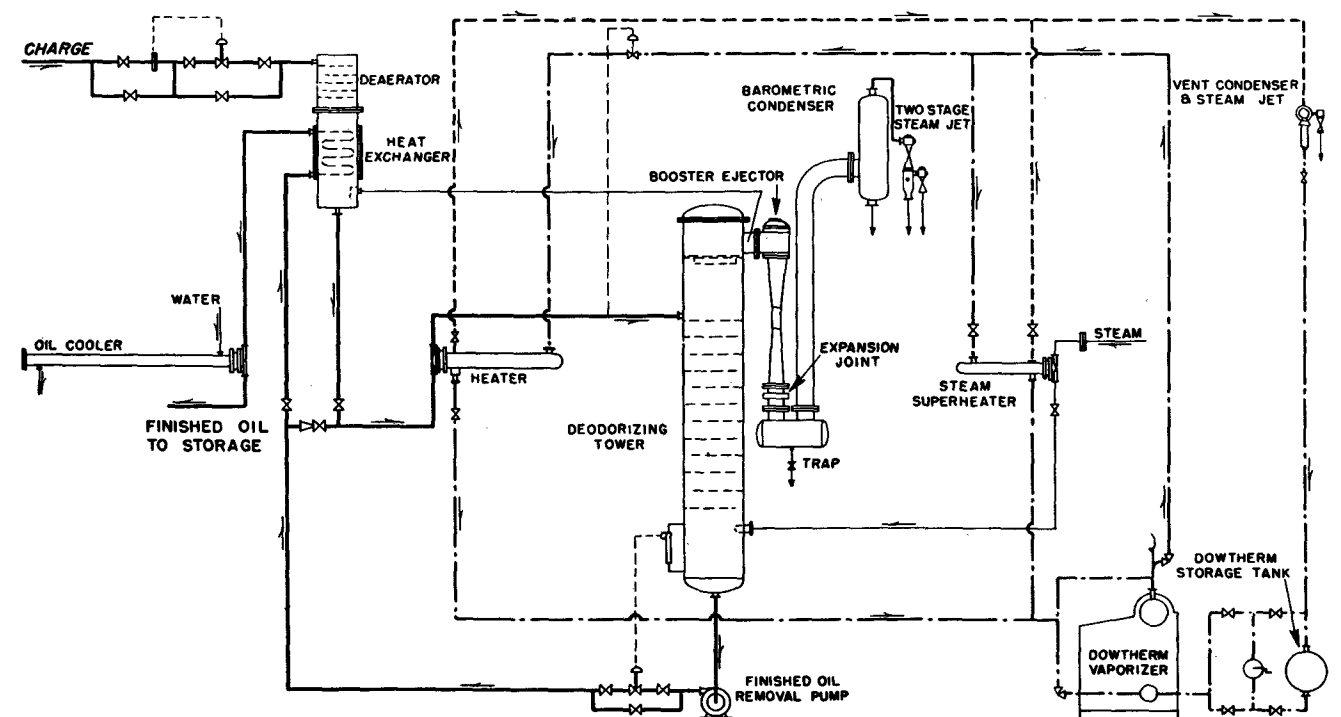 CHARGE
DEAERATOR
HEAT
EXCHANGER
BAROMETRIC
CONDENSER
TWO STAGE
STEAM JET
VENT CONDENSER
& STEAM JET
BOOSTER EJECTOR
WATER
OIL COOLER
HEATER
EXPANSION
JOINT
STEAM
STEAM
SUPERHEATER
FINISHED OIL
TO STORAGE
DEODORIZING
TOWER
TRAP
DOWTHERM
STORAGE TANK
DOWTHERM
VAPORIZER
FINISHED OIL
REMOVAL PUMP